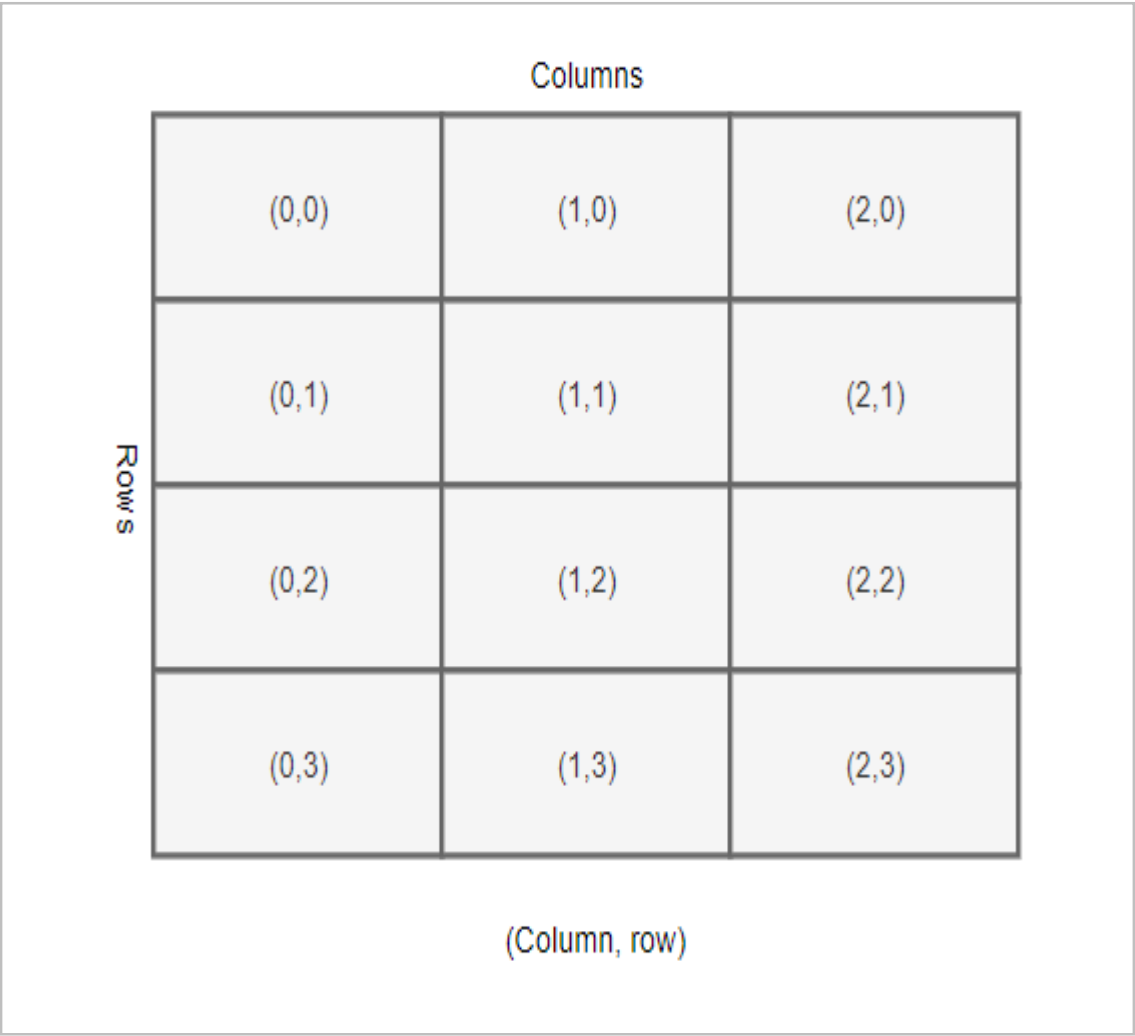 Columns
(0,0) (1,0) (2,0)
(0,1) (1,1) (2,1)
Rows
(0,2) (1,2) (2,2)
(0,3) (1,3) (2,3)
(Column, row)